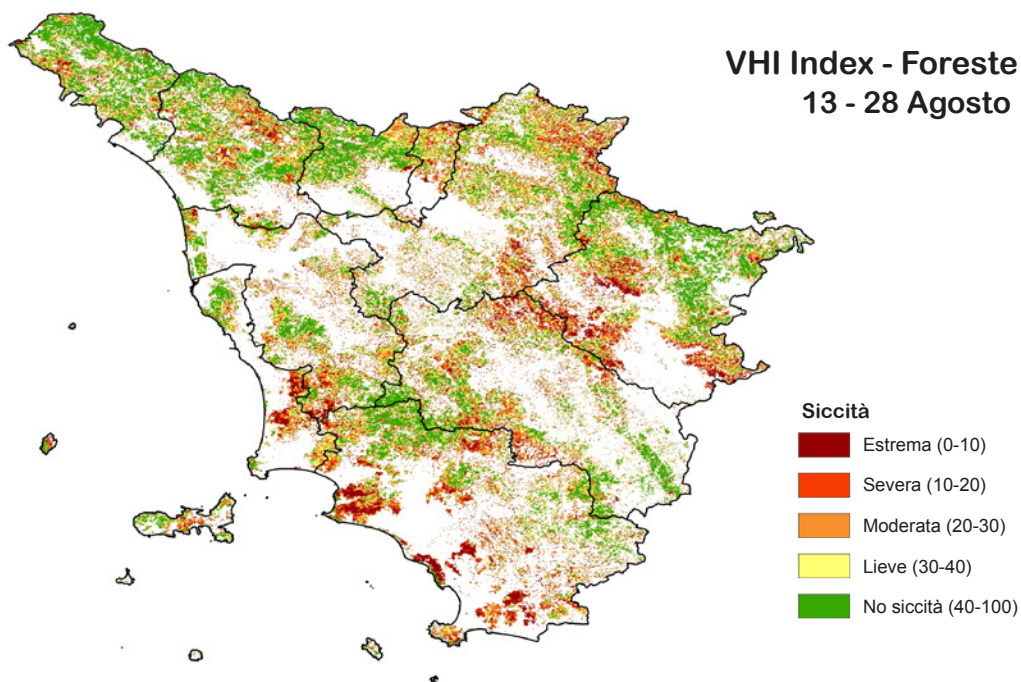 VHI Index - Foreste
13 - 28 Agosto
Siccità
Estrema (0-10)
Severa (10-20)
Moderata (20-30)
Lieve (30-40)
No siccità (40-100)